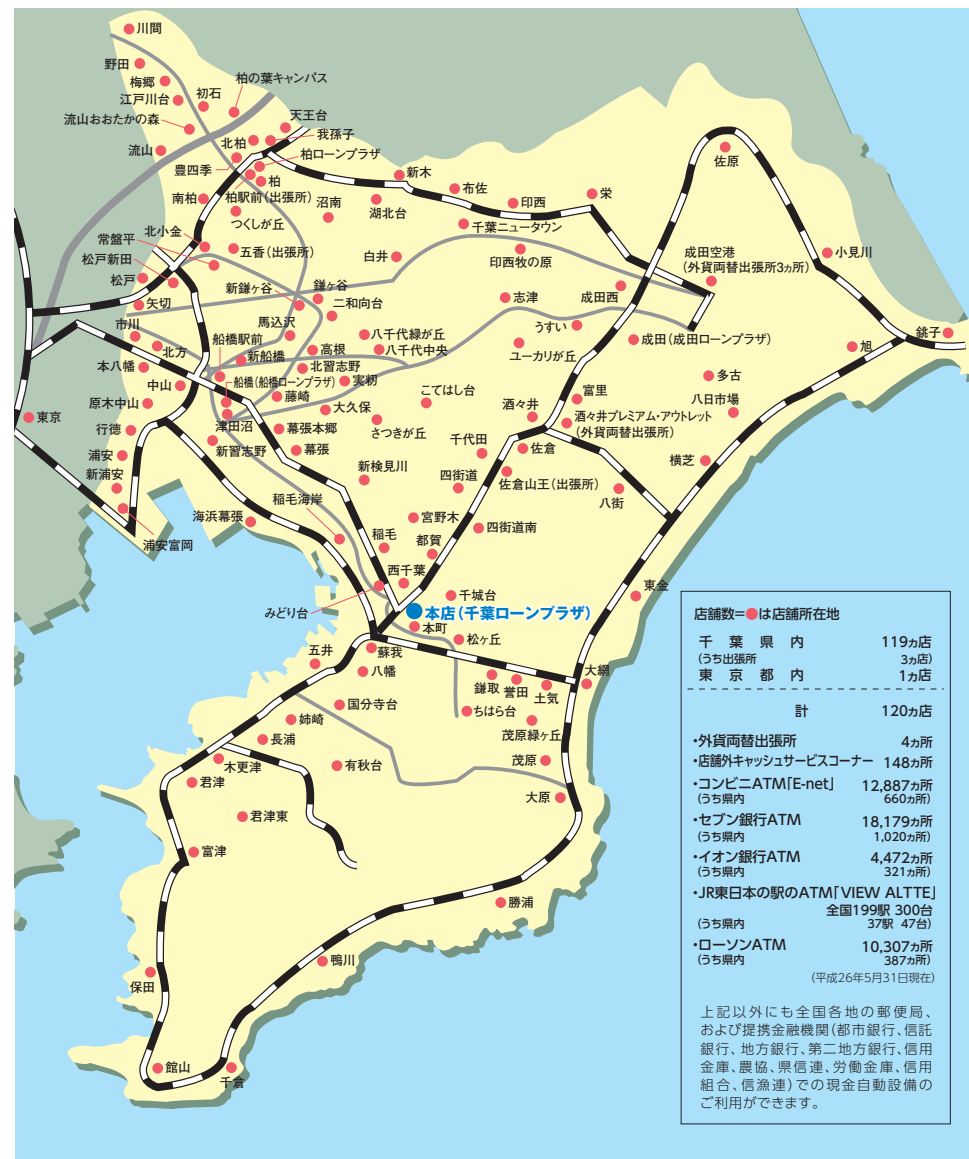 川間
野田
梅郷
江戸川台
初石
柏の葉キャンパス
流山おおたかの森
天王台
流山
北柏
我孫子
豊四季
柏ローンプラザ
柏
南柏
柏駅前(出張所)
新木
布佐
栄
印西
佐原
沼南
湖北台
つくしが丘
千葉ニュータウン
北小金
常盤平
五香(出張所)
松戸新田
白井
印西牧の原
成田空港
(外貨両替出張所3ヵ所)
小見川
松戸
新鎌ヶ谷
鎌ヶ谷
志津
成田西
矢切
二和向台
市川
馬込沢
うすい
銚子
船橋駅前
八千代緑が丘
北方
新船橋
高根
八千代中央
ユーカリが丘
成田(成田ローンプラザ)
旭
本八幡
北習志野
中山
船橋(船橋ローンプラザ)
実籾
多古
原木中山
藤崎
こてはし台
富里
八日市場
東京
大久保
酒々井
酒々井プレミアム・アウトレット
(外貨両替出張所)
行徳
津田沼
幕張本郷
さつきが丘
千代田
新習志野
幕張
佐倉
浦安
新検見川
四街道
佐倉山王(出張所)
横芝
新浦安
稲毛海岸
八街
海浜幕張
宮野木
四街道南
浦安富岡
稲毛
都賀
西千葉
みどり台
千城台
東金
本店(千葉ローンプラザ)
本町
松ヶ丘
五井
蘇我
八幡
鎌取
誉田
土気
大網
国分寺台
ちはら台
姉崎
茂原緑ヶ丘
長浦
木更津
有秋台
茂原
君津
大原
君津東
富津
勝浦
鴨川
保田
館山
千倉
店舗数=●は店舗所在地
千葉県内 119ヵ店
(うち出張所 3ヵ店)
東京都内 1ヵ店
計 120ヵ店
・外貨両替出張所 4ヵ所
・店舗外キャッシュサービスコーナー 148ヵ所
・コンビニATM「E-net」 12,887ヵ所
(うち県内 660ヵ所)
・セブン銀行ATM 18,179ヵ所
(うち県内 1,020ヵ所)
・イオン銀行ATM 4,472ヵ所
(うち県内 321ヵ所)
・JR東日本の駅のATM「VIEW ALTTE」
全国199駅 300台
(うち県内 37駅 47台)
・ローソンATM 10,307ヵ所
(うち県内 387ヵ所)
(平成26年5月31日現在)
上記以外にも全国各地の郵便局、
および提携金融機関(都市銀行、信託
銀行、地方銀行、第二地方銀行、信用
金庫、農協、県信連、労働金庫、信用
組合、信漁連)での現金自動設備の
ご利用ができます。